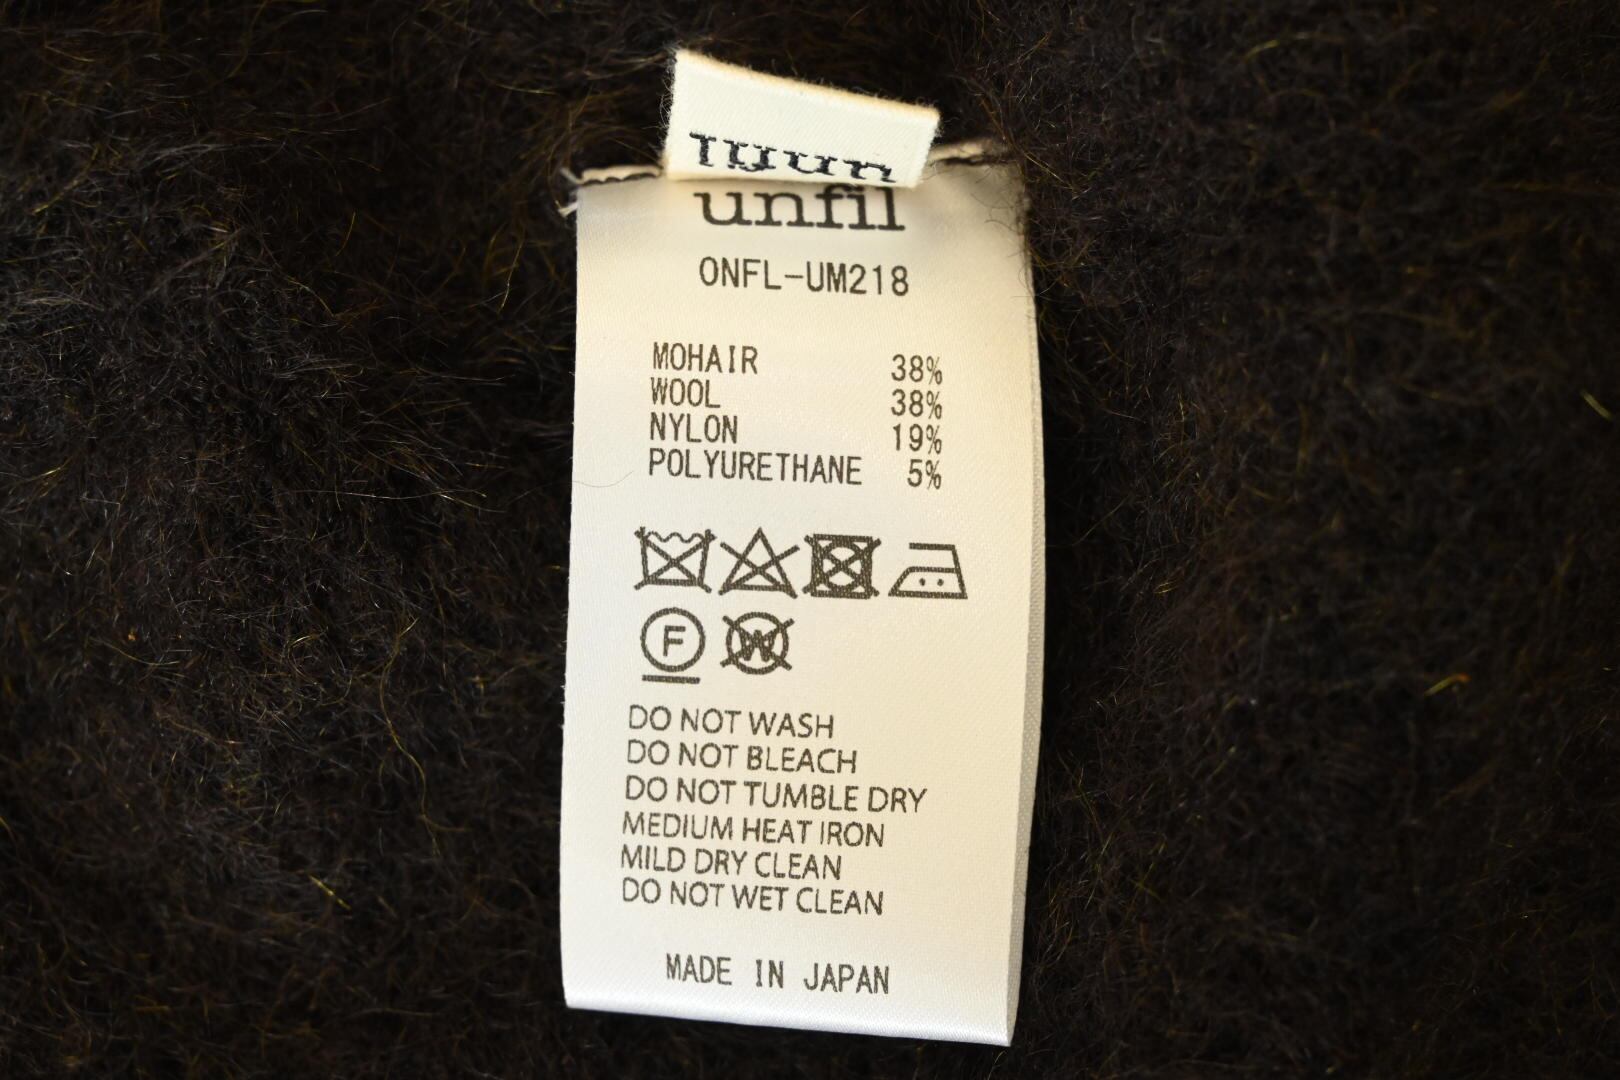 unfil
ONFL-UM218
MOHAIR 38%
WOOL 38%
NYLON 19%
POLYURETHANE 5%
F W
DO NOT WASH
DO NOT BLEACH
DO NOT TUMBLE DRY
MEDIUM HEAT IRON
MILD DRY CLEAN
DO NOT WET CLEAN
MADE IN JAPAN